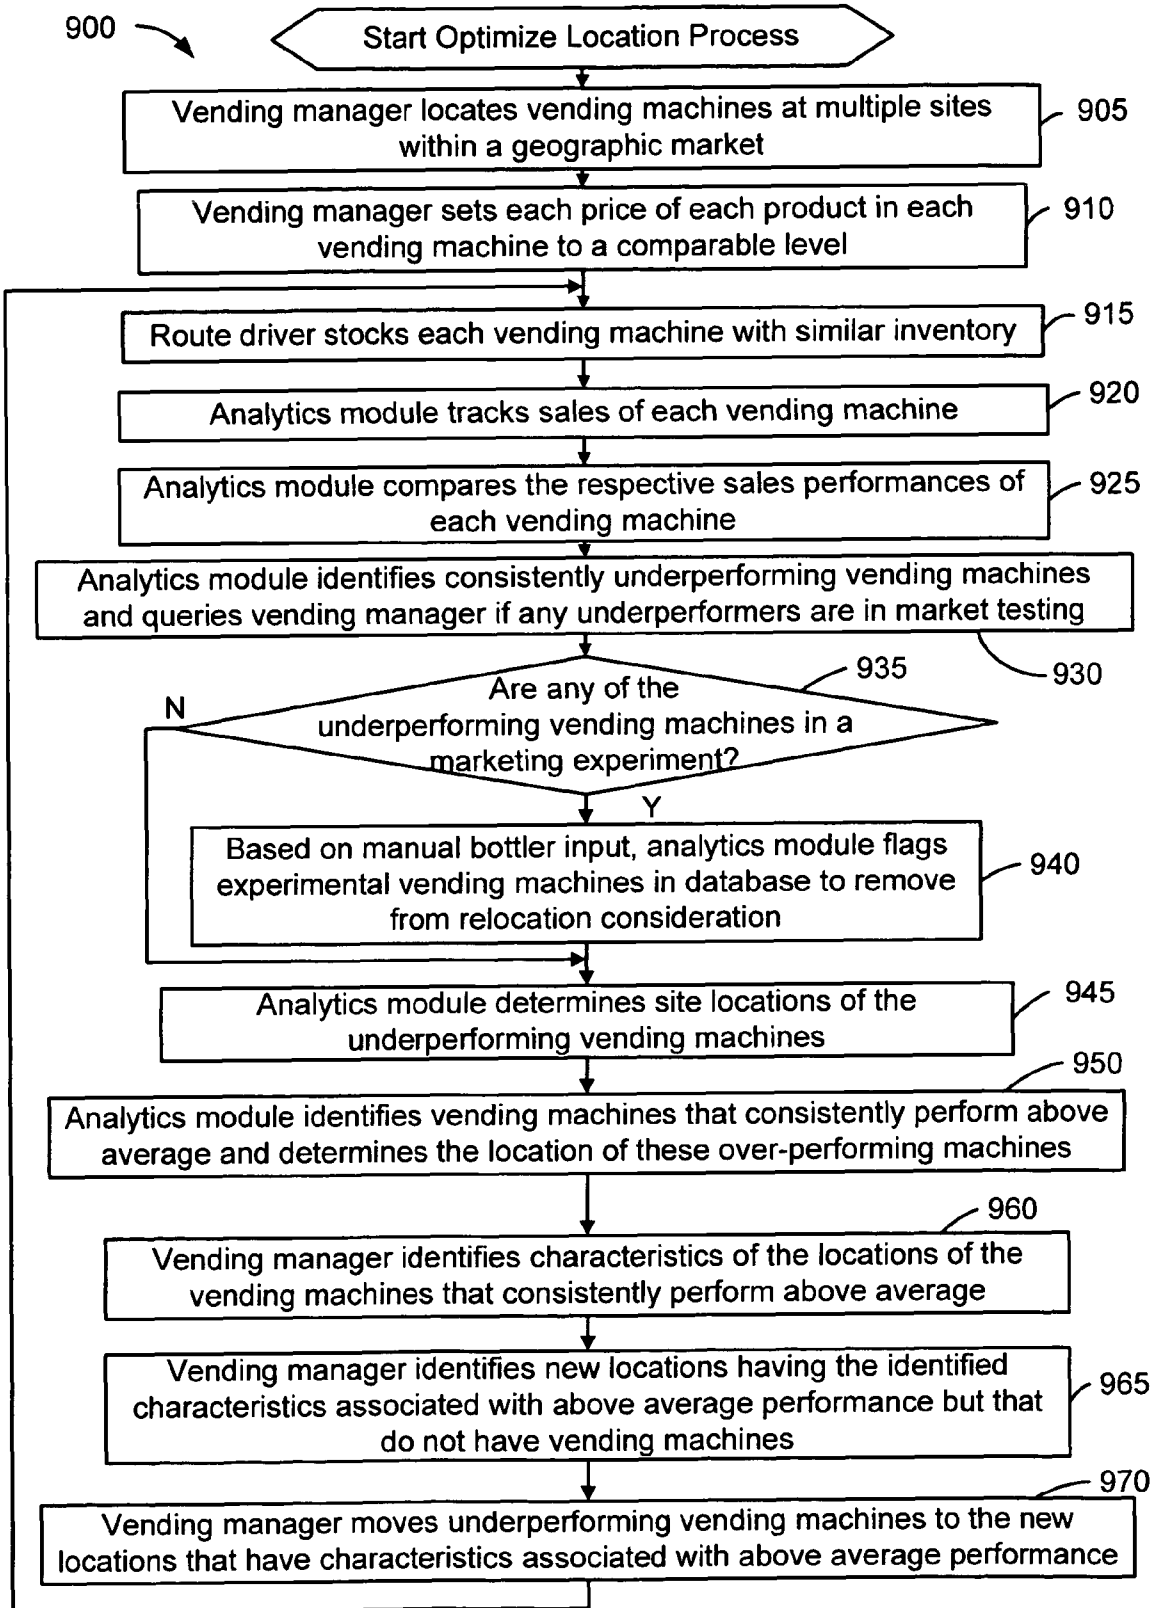 900
Start Optimize Location Process
Vending manager locates vending machines at multiple sites
within a geographic market
905
Vending manager sets each price of each product in each
vending machine to a comparable level
910
Route driver stocks each vending machine with similar inventory
915
Analytics module tracks sales of each vending machine
920
Analytics module compares the respective sales performances of
each vending machine
925
Analytics module identifies consistently underperforming vending machines
and queries vending manager if any underperformers are in market testing
930
935
Are any of the
underperforming vending machines in a
marketing experiment?
N
Y
Based on manual bottler input, analytics module flags
experimental vending machines in database to remove
from relocation consideration
940
Analytics module determines site locations of the
underperforming vending machines
945
950
Analytics module identifies vending machines that consistently perform above
average and determines the location of these over-performing machines
960
Vending manager identifies characteristics of the locations of the
vending machines that consistently perform above average
Vending manager identifies new locations having the identified
characteristics associated with above average performance but that
do not have vending machines
965
970
Vending manager moves underperforming vending machines to the new
locations that have characteristics associated with above average performance